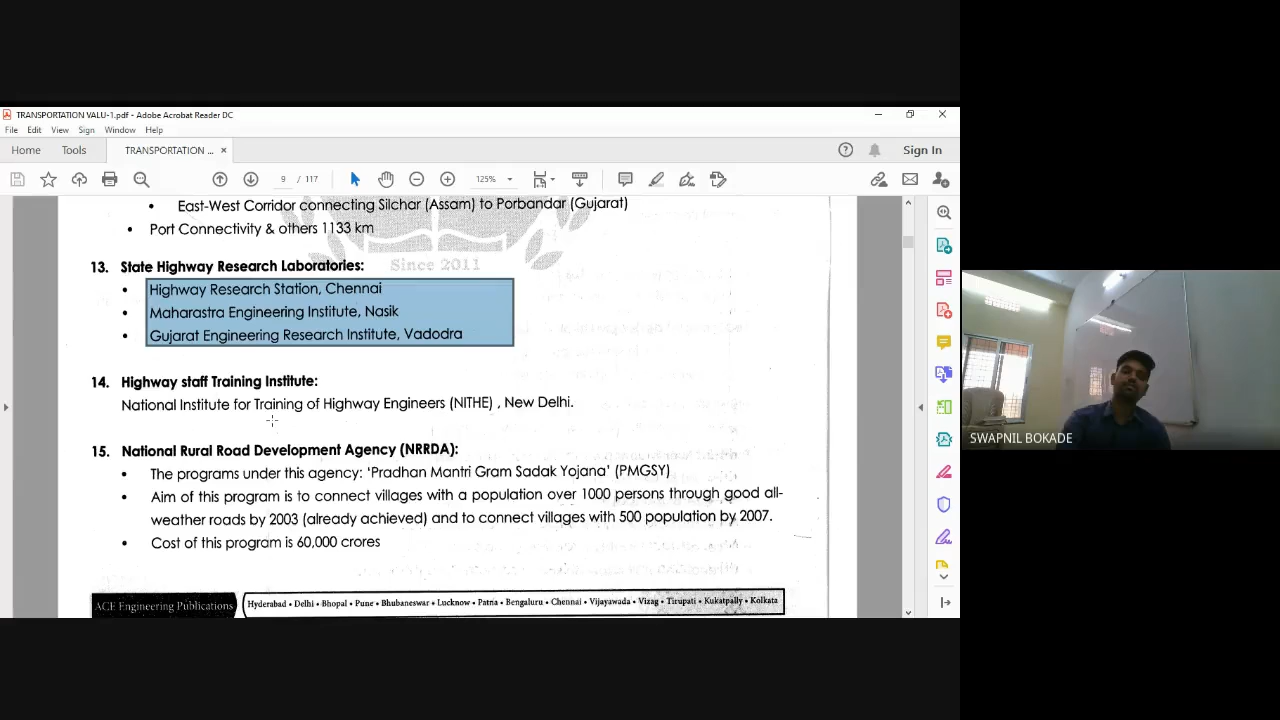 TRANSPORTATION VALU-1.pdf - Adobe Acrobat Reader DC
File Edit View Sign Window Help
Home Tools TRANSPORTATION ... × Sign In
9 / 117 125%
• East-West Corridor connecting Silchar (Assam) to Porbandar (Gujarat)
• Port Connectivity & others 1133 km
Since 2011
13. State Highway Research Laboratories:
• Highway Research Station, Chennai
• Maharastra Engineering Institute, Nasik
• Gujarat Engineering Research Institute, Vadodra
14. Highway staff Training Institute:
National Institute for Training of Highway Engineers (NITHE) , New Delhi.
15. National Rural Road Development Agency (NRRDA):
• The programs under this agency: ‘Pradhan Mantri Gram Sadak Yojana’ (PMGSY)
• Aim of this program is to connect villages with a population over 1000 persons through good all-
weather roads by 2003 (already achieved) and to connect villages with 500 population by 2007.
• Cost of this program is 60,000 crores
ACE Engineering Publications Hyderabad • Delhi • Bhopal • Pune • Bhubaneswar • Lucknow • Patna • Bengaluru • Chennai • Vijayawada • Vizag • Tirupati • Kukatpally • Kolkata
SWAPNIL BOKADE